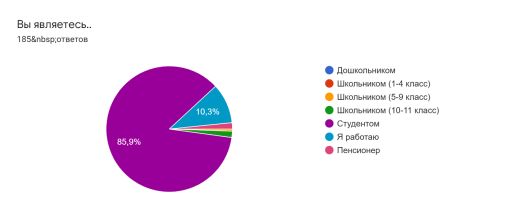 Вы являетесь..
185&nbsp;ответов
Дошкольником
Школьником (1-4 класс)
Школьником (5-9 класс)
Школьником (10-11 класс)
Студентом
Я работаю
Пенсионер
10,3%
85,9%